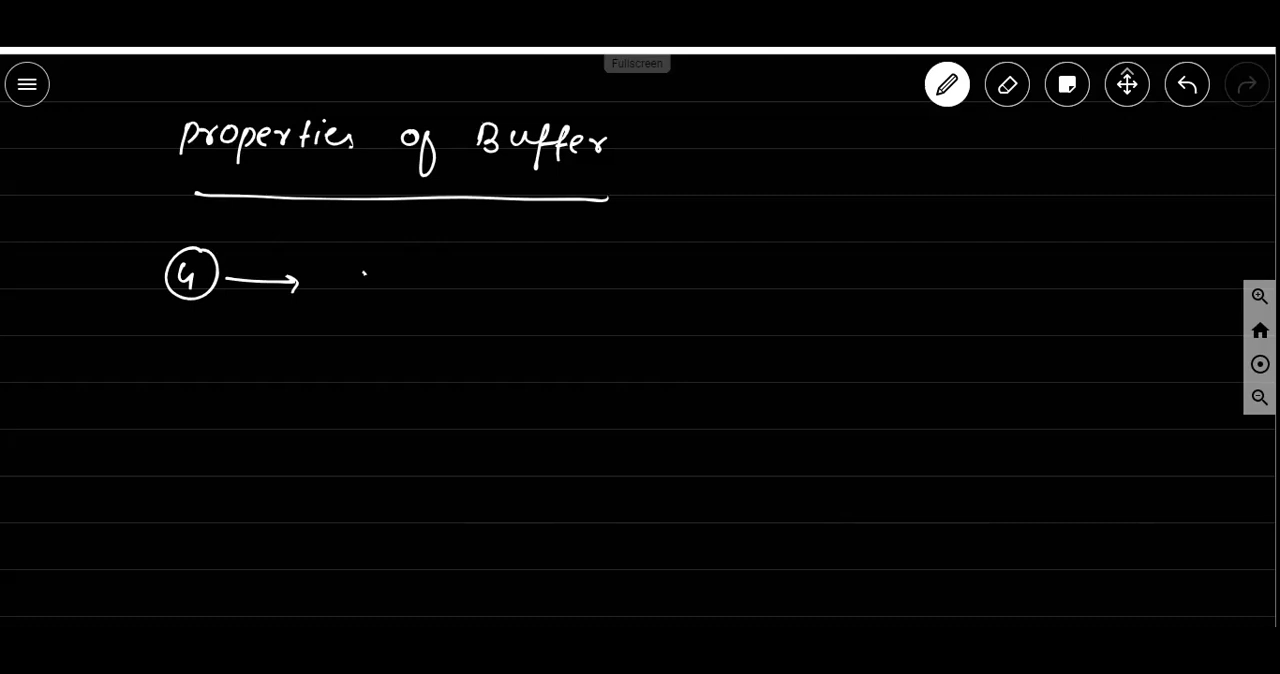 Fullscreen
properties of Buffer
4 →